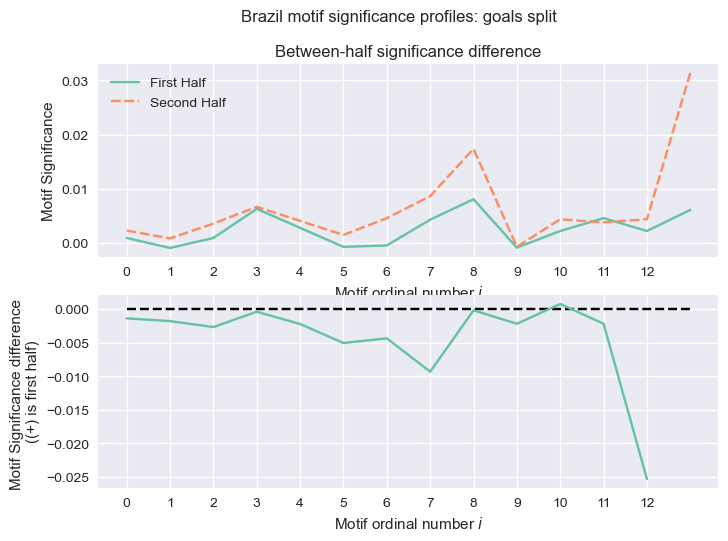 Brazil motif significance profiles: goals split
Between-half significance difference
First Half
Second Half
Motif Significance
0.03
0.02
0.01
0.00
0 1 2 3 4 5 6 7 8 9 10 11 12
Motif ordinal number i
Motif Significance difference
((+) is first half)
0.000
−0.005
−0.010
−0.015
−0.020
−0.025
0 1 2 3 4 5 6 7 8 9 10 11 12
Motif ordinal number i